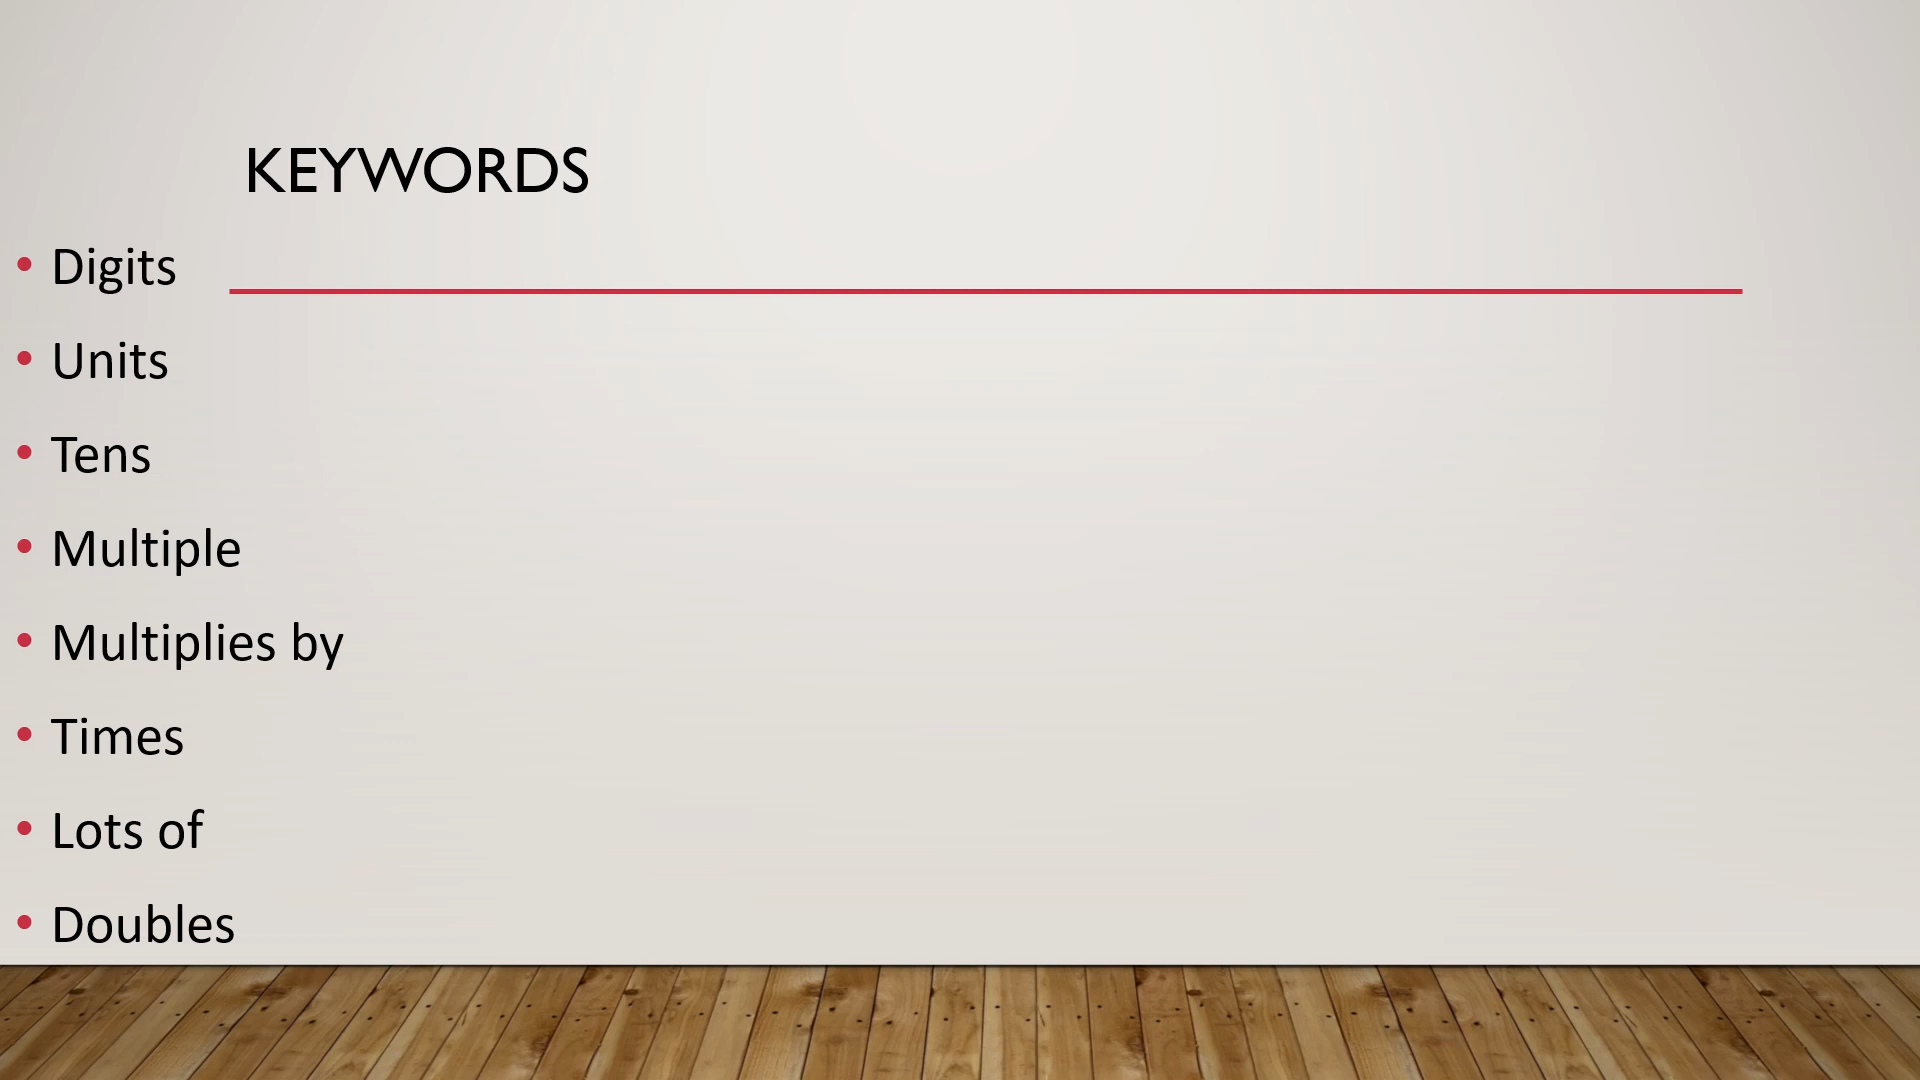 KEYWORDS
• Digits
• Units
• Tens
• Multiple
• Multiplies by
• Times
• Lots of
• Doubles